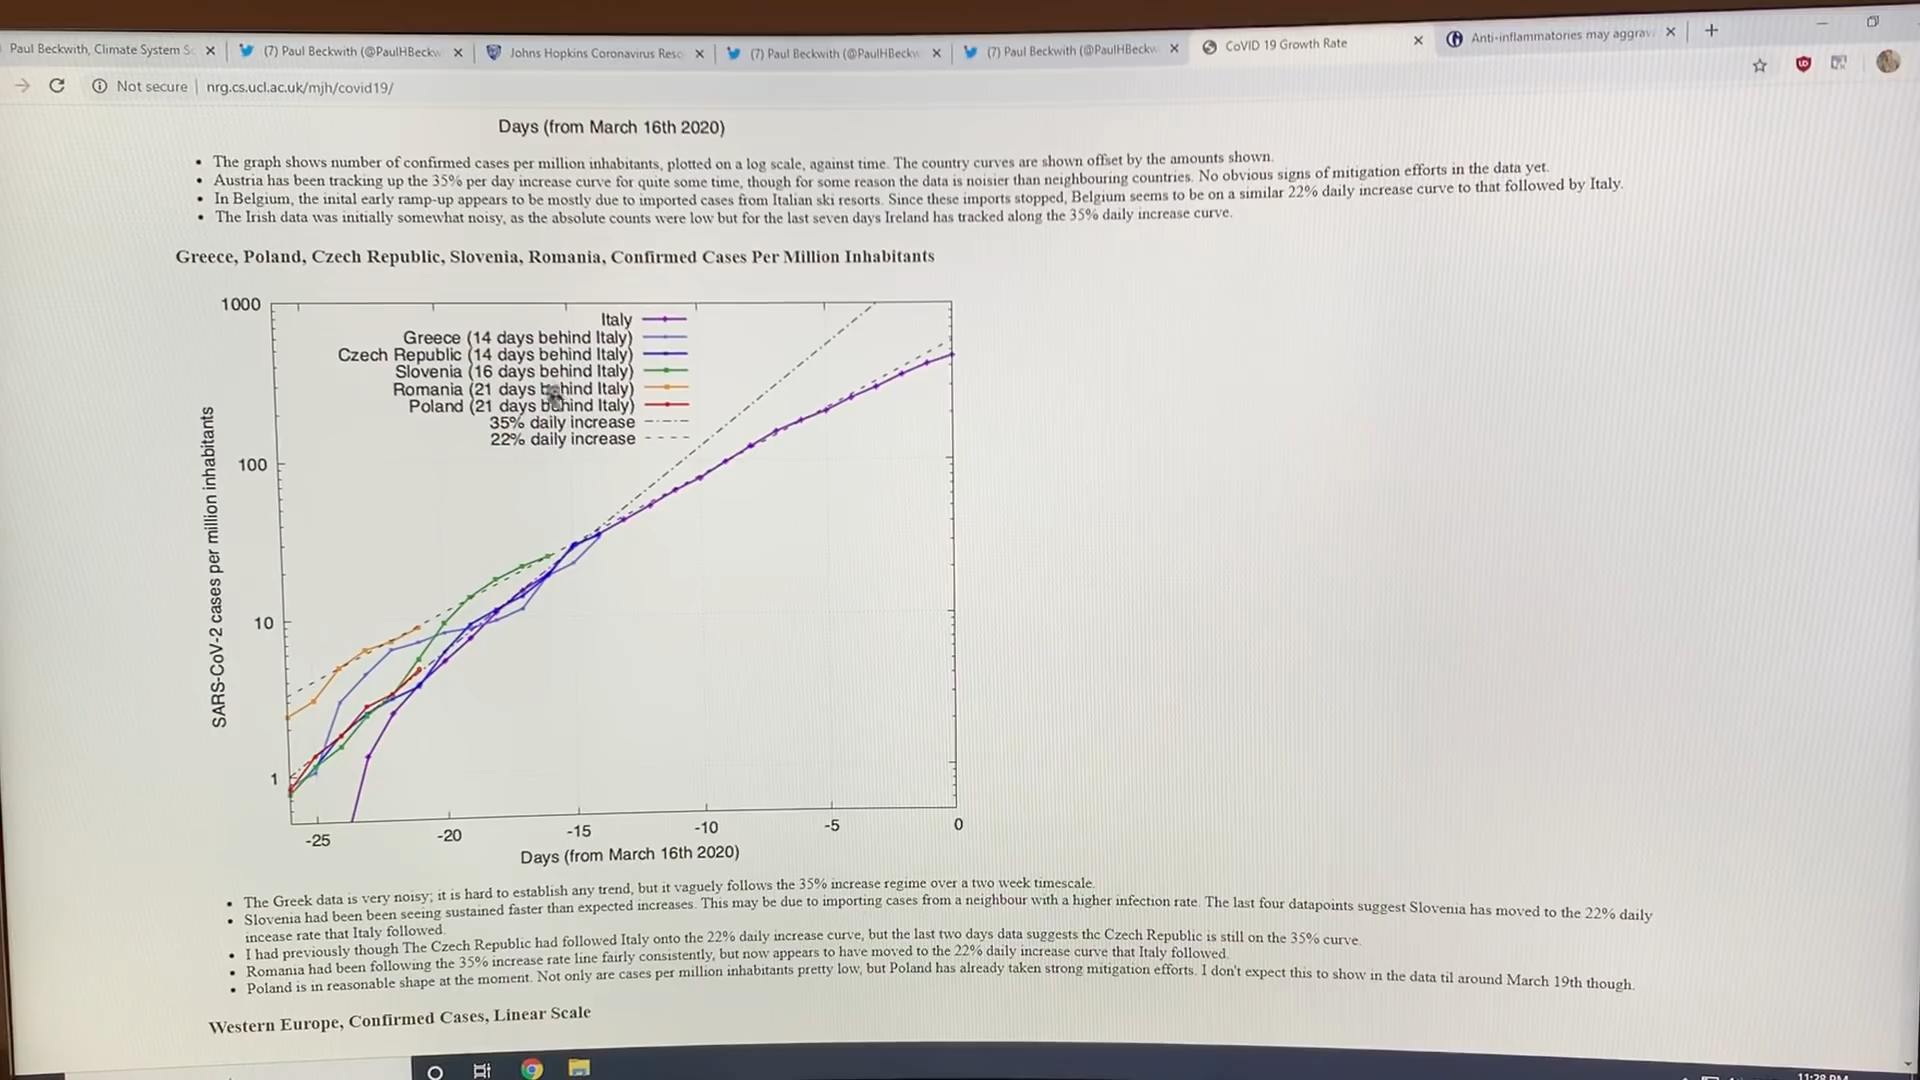 Paul Beckwith, Climate System Sc
(7) Paul Beckwith (@PaulHBeckw
Johns Hopkins Coronavirus Reso
(7) Paul Beckwith (@PaulHBeckw
(7) Paul Beckwith (@PaulHBeckw
CoVID 19 Growth Rate
Anti-inflammatories may aggrav
Not secure | nrg.cs.ucl.ac.uk/mjh/covid19/
Days (from March 16th 2020)
• The graph shows number of confirmed cases per million inhabitants, plotted on a log scale, against time. The country curves are shown offset by the amounts shown.
• Austria has been tracking up the 35% per day increase curve for quite some time, though for some reason the data is noisier than neighbouring countries. No obvious signs of mitigation efforts in the data yet.
• In Belgium, the inital early ramp-up appears to be mostly due to imported cases from Italian ski resorts. Since these imports stopped, Belgium seems to be on a similar 22% daily increase curve to that followed by Italy.
• The Irish data was initially somewhat noisy, as the absolute counts were low but for the last seven days Ireland has tracked along the 35% daily increase curve.
Greece, Poland, Czech Republic, Slovenia, Romania, Confirmed Cases Per Million Inhabitants
1000
100
10
1
SARS-CoV-2 cases per million inhabitants
Italy
Greece (14 days behind Italy)
Czech Republic (14 days behind Italy)
Slovenia (16 days behind Italy)
Romania (21 days behind Italy)
Poland (21 days behind Italy)
35% daily increase
22% daily increase
-25 -20 -15 -10 -5 0
Days (from March 16th 2020)
• The Greek data is very noisy; it is hard to establish any trend, but it vaguely follows the 35% increase regime over a two week timescale.
• Slovenia had been been seeing sustained faster than expected increases. This may be due to importing cases from a neighbour with a higher infection rate. The last four datapoints suggest Slovenia has moved to the 22% daily
incease rate that Italy followed.
• I had previously though The Czech Republic had followed Italy onto the 22% daily increase curve, but the last two days data suggests the Czech Republic is still on the 35% curve.
• Romania had been following the 35% increase rate line fairly consistently, but now appears to have moved to the 22% daily increase curve that Italy followed.
• Poland is in reasonable shape at the moment. Not only are cases per million inhabitants pretty low, but Poland has already taken strong mitigation efforts. I don't expect this to show in the data til around March 19th though.
Western Europe, Confirmed Cases, Linear Scale
11:28 PM